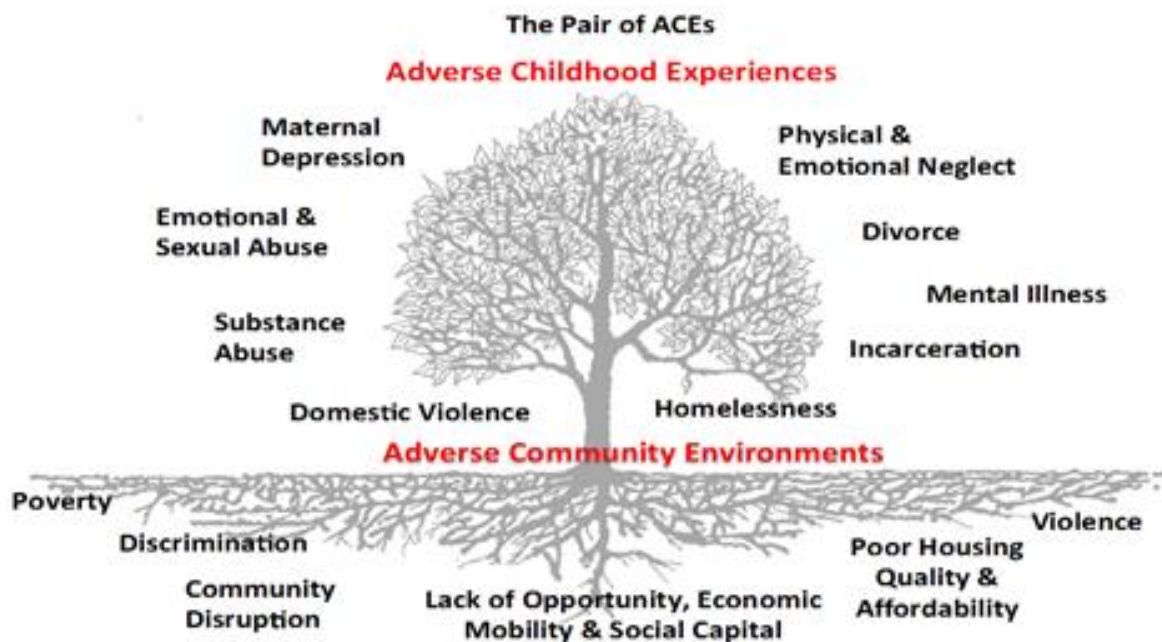 The Pair of ACEs
Adverse Childhood Experiences
Maternal
Depression
Physical &
Emotional Neglect
Emotional &
Sexual Abuse
Divorce
Mental Illness
Substance
Abuse
Incarceration
Domestic Violence
Homelessness
Adverse Community Environments
Poverty
Violence
Discrimination
Poor Housing
Quality &
Affordability
Community
Disruption
Lack of Opportunity, Economic
Mobility & Social Capital